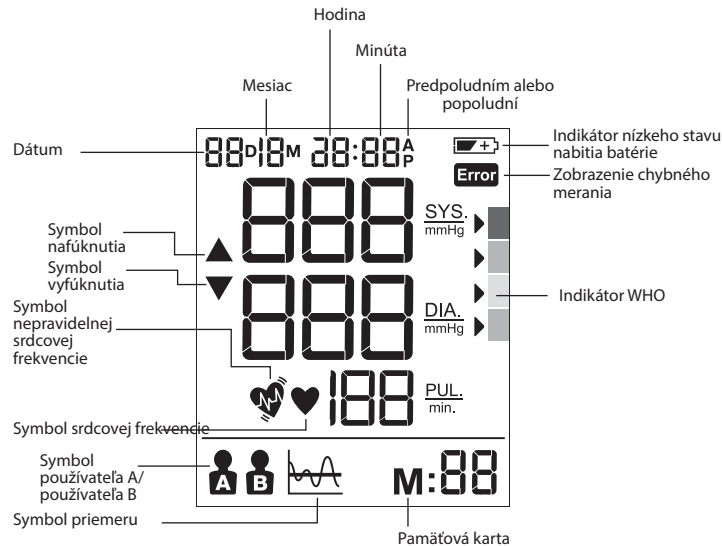 Hodina
Minúta
Mesiac
Predpoludním alebo
popoludní
Dátum
88D18M 28:88 A
P
Indikátor nízkeho stavu
nabitia batérie
Error
Zobrazenie chybného
merania
888
SYS.
mmHg
Symbol
nafúknutia
Symbol
vyfúknutia
888
DIA.
mmHg
Indikátor WHO
Symbol
nepravidelnej
srdcovej
frekvencie
188
PUL.
min.
Symbol srdcovej frekvencie
Symbol
používateľa A/
používateľa B
A B
M:88
Symbol priemeru
Pamäťová karta